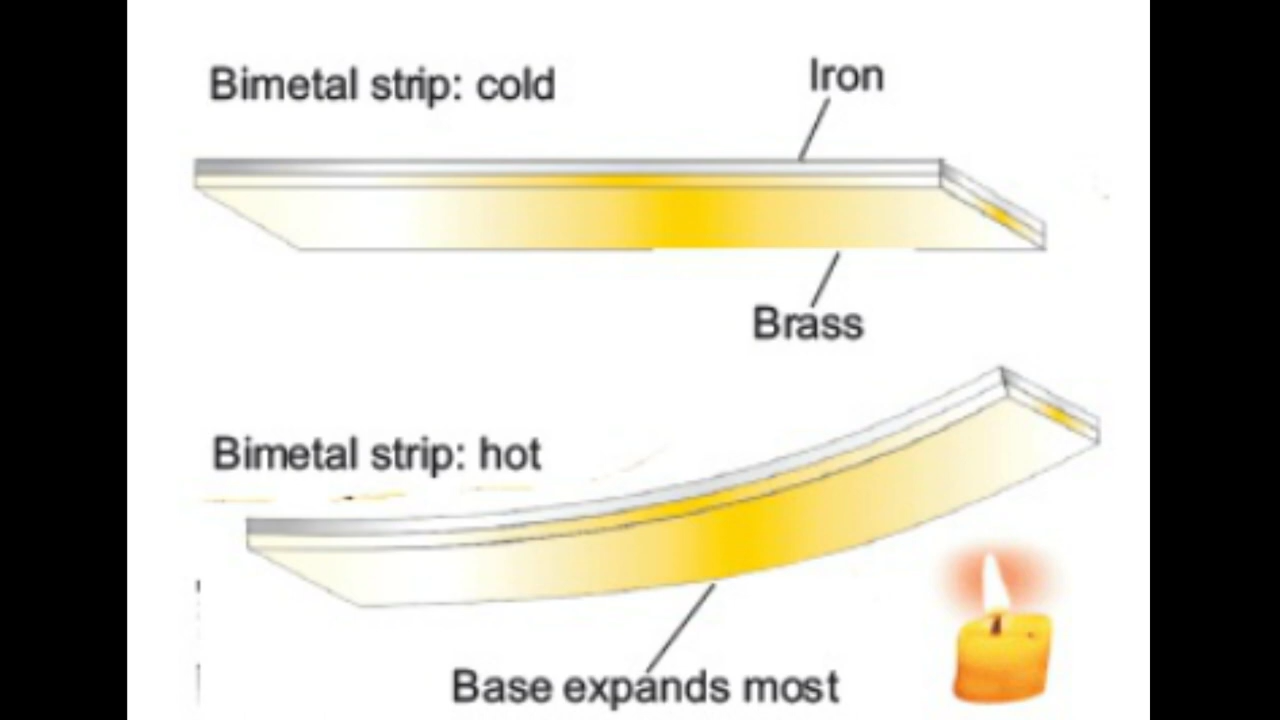 Bimetal strip: cold
Iron
Brass
Bimetal strip: hot
Base expands most